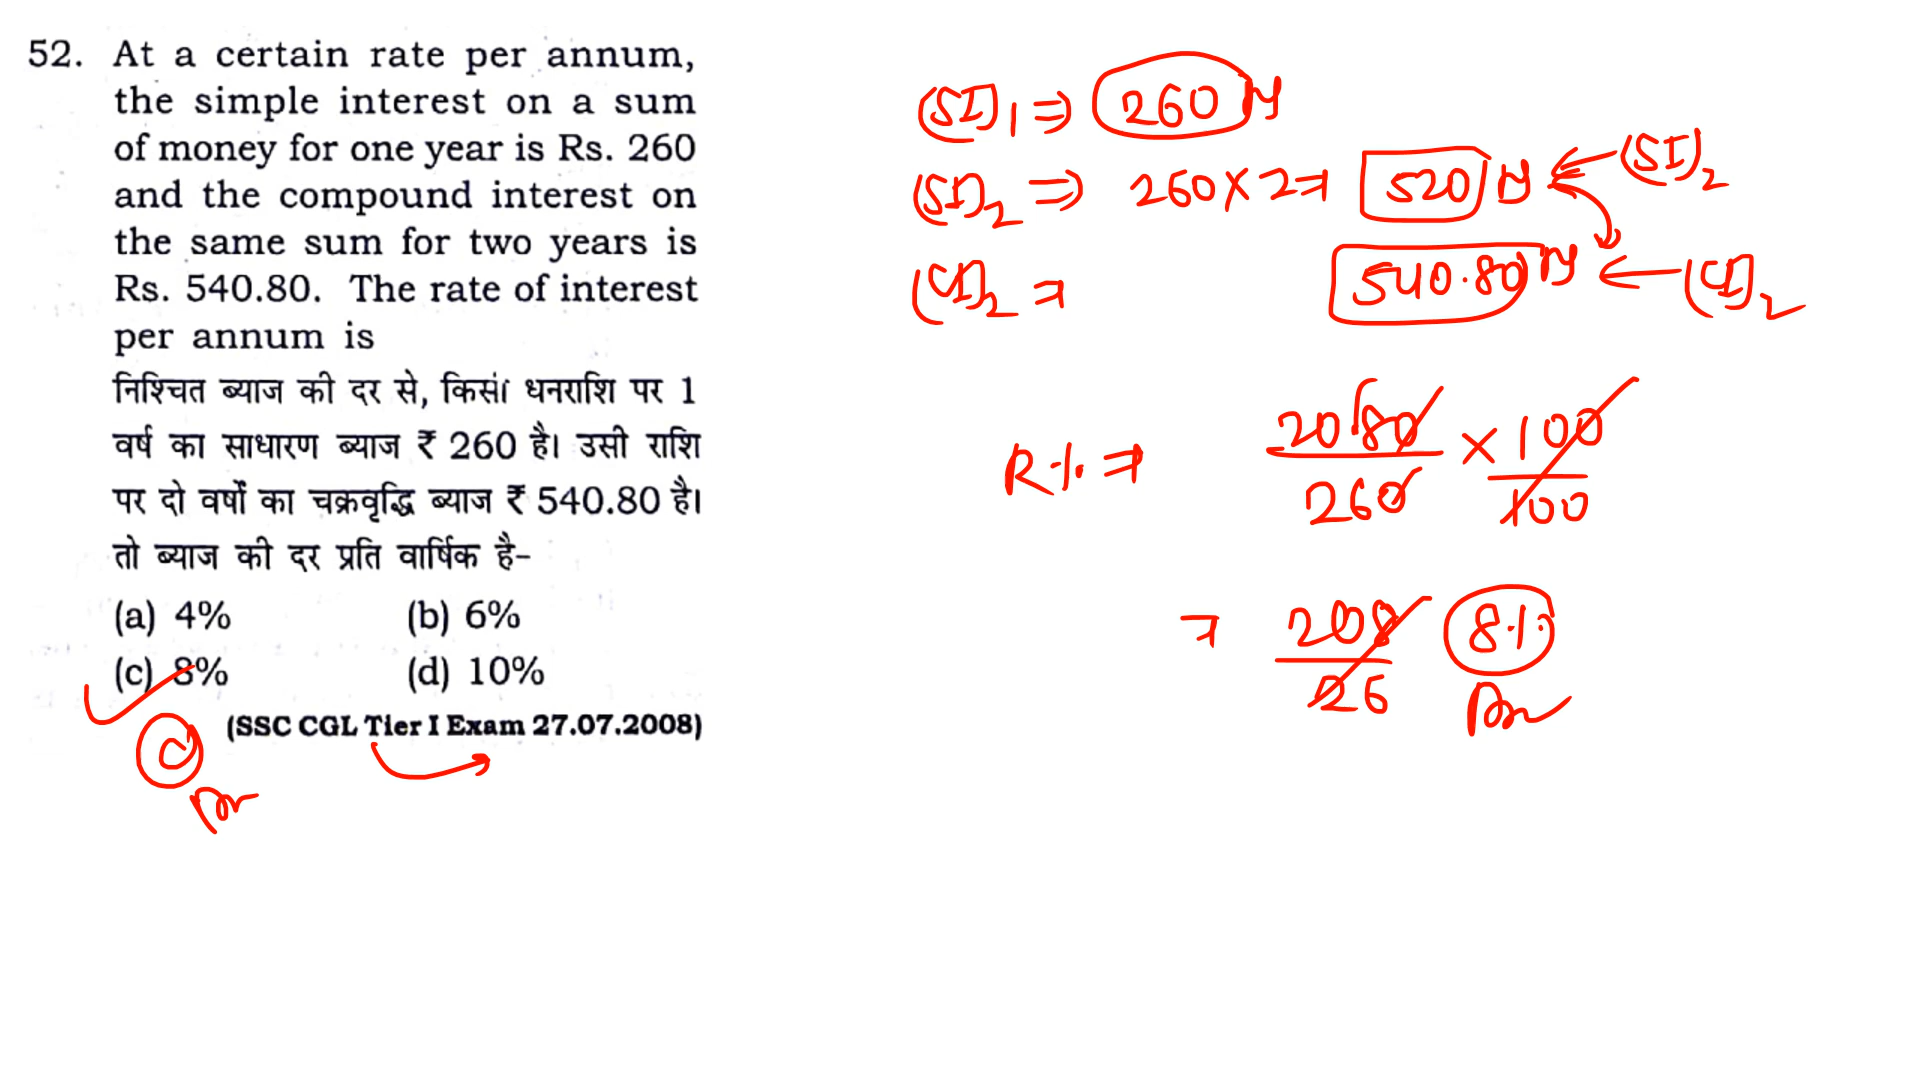 52. At a certain rate per annum,
the simple interest on a sum
of money for one year is Rs. 260
and the compound interest on
the same sum for two years is
Rs. 540.80. The rate of interest
per annum is
निश्चित ब्याज की दर से, किसी धनराशि पर 1
वर्ष का साधारण ब्याज ₹ 260 है। उसी राशि
पर दो वर्षों का चक्रवृद्धि ब्याज ₹ 540.80 है।
तो ब्याज की दर प्रति वार्षिक है–
(a) 4% (b) 6%
(c) 8% (d) 10%
(SSC CGL Tier I Exam 27.07.2008)
C
(SI)1 ⇒ 260
(SI)2 ⇒ 260 × 2 = 520 ← (SI)2
(CI)2 = 540.80 ← (CI)2
R% ⇒ 20.80/260 × 100/100
= 208/26 8%